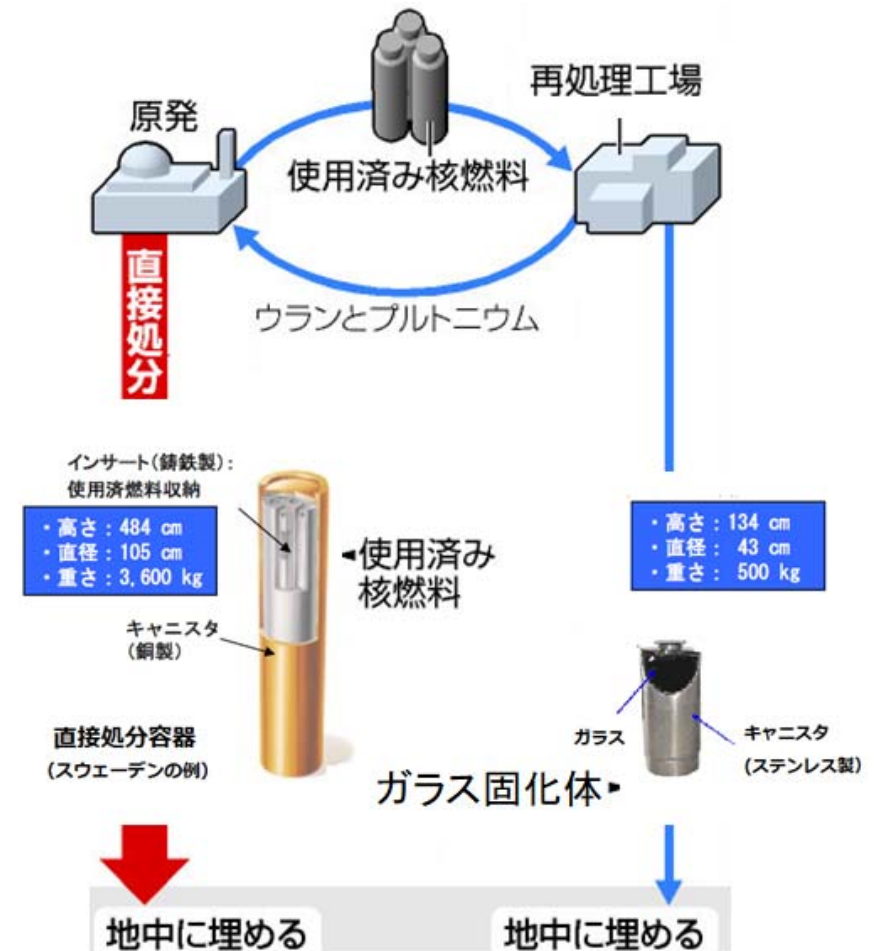 原発
再処理工場
使用済み核燃料
ウランとプルトニウム
直接処分
インサート(鋳鉄製):
使用済燃料収納
・高さ:484 cm
・直径:105 cm
・重さ:3,600 kg
使用済み
核燃料
キャニスタ
(銅製)
直接処分容器
(スウェーデンの例)
・高さ:134 cm
・直径: 43 cm
・重さ: 500 kg
ガラス
キャニスタ
(ステンレス製)
ガラス固化体
地中に埋める
地中に埋める